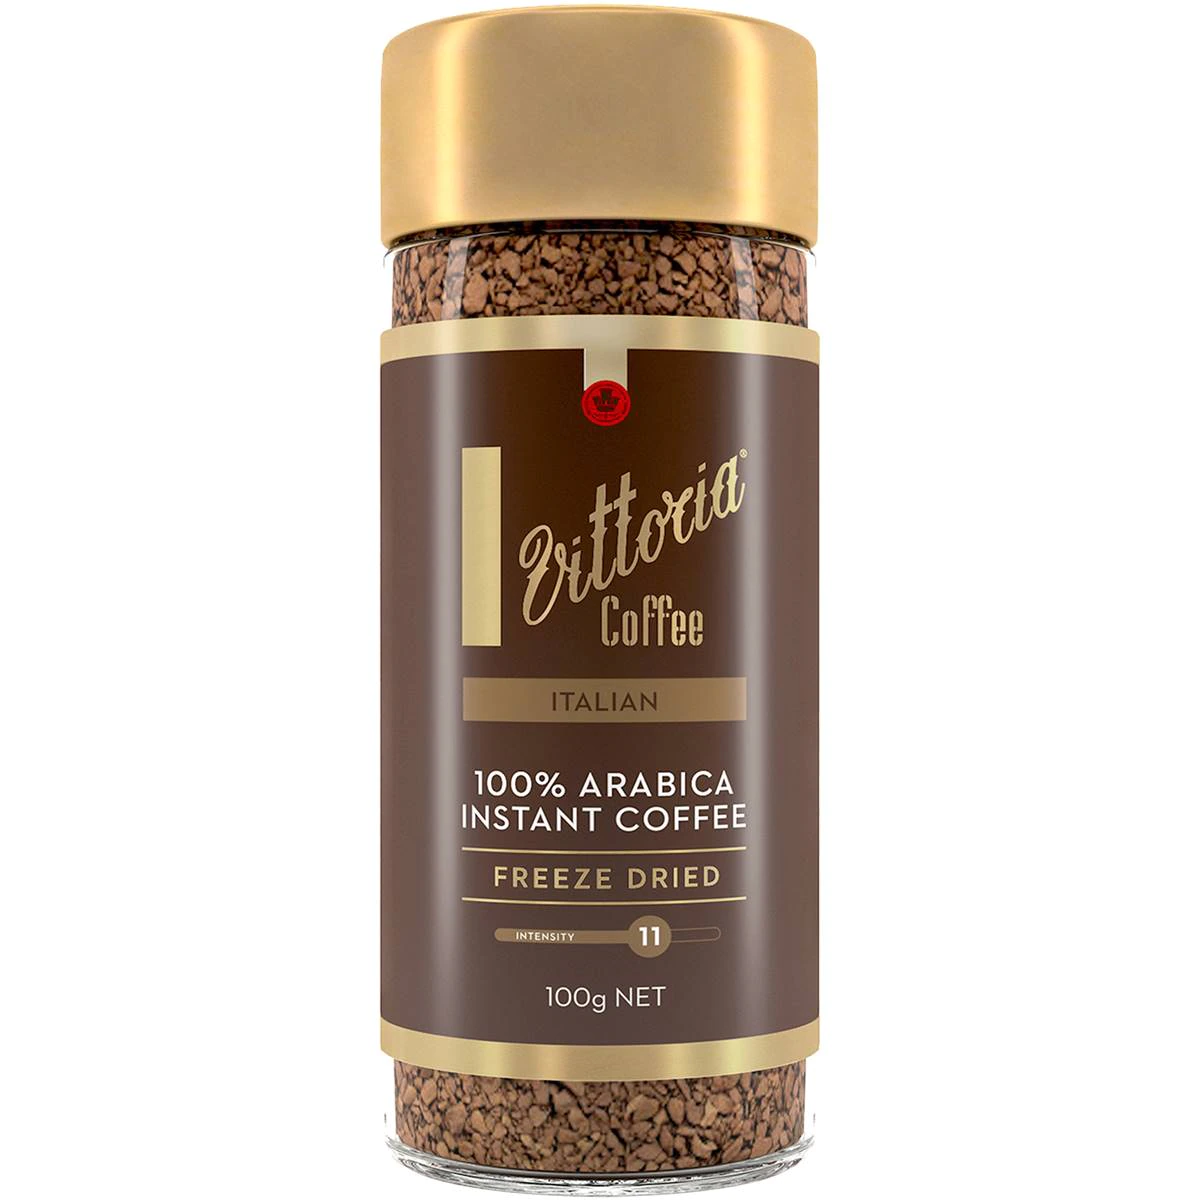 Vittoria®
Coffee
ITALIAN
100% ARABICA
INSTANT COFFEE
FREEZE DRIED
INTENSITY 11
100g NET